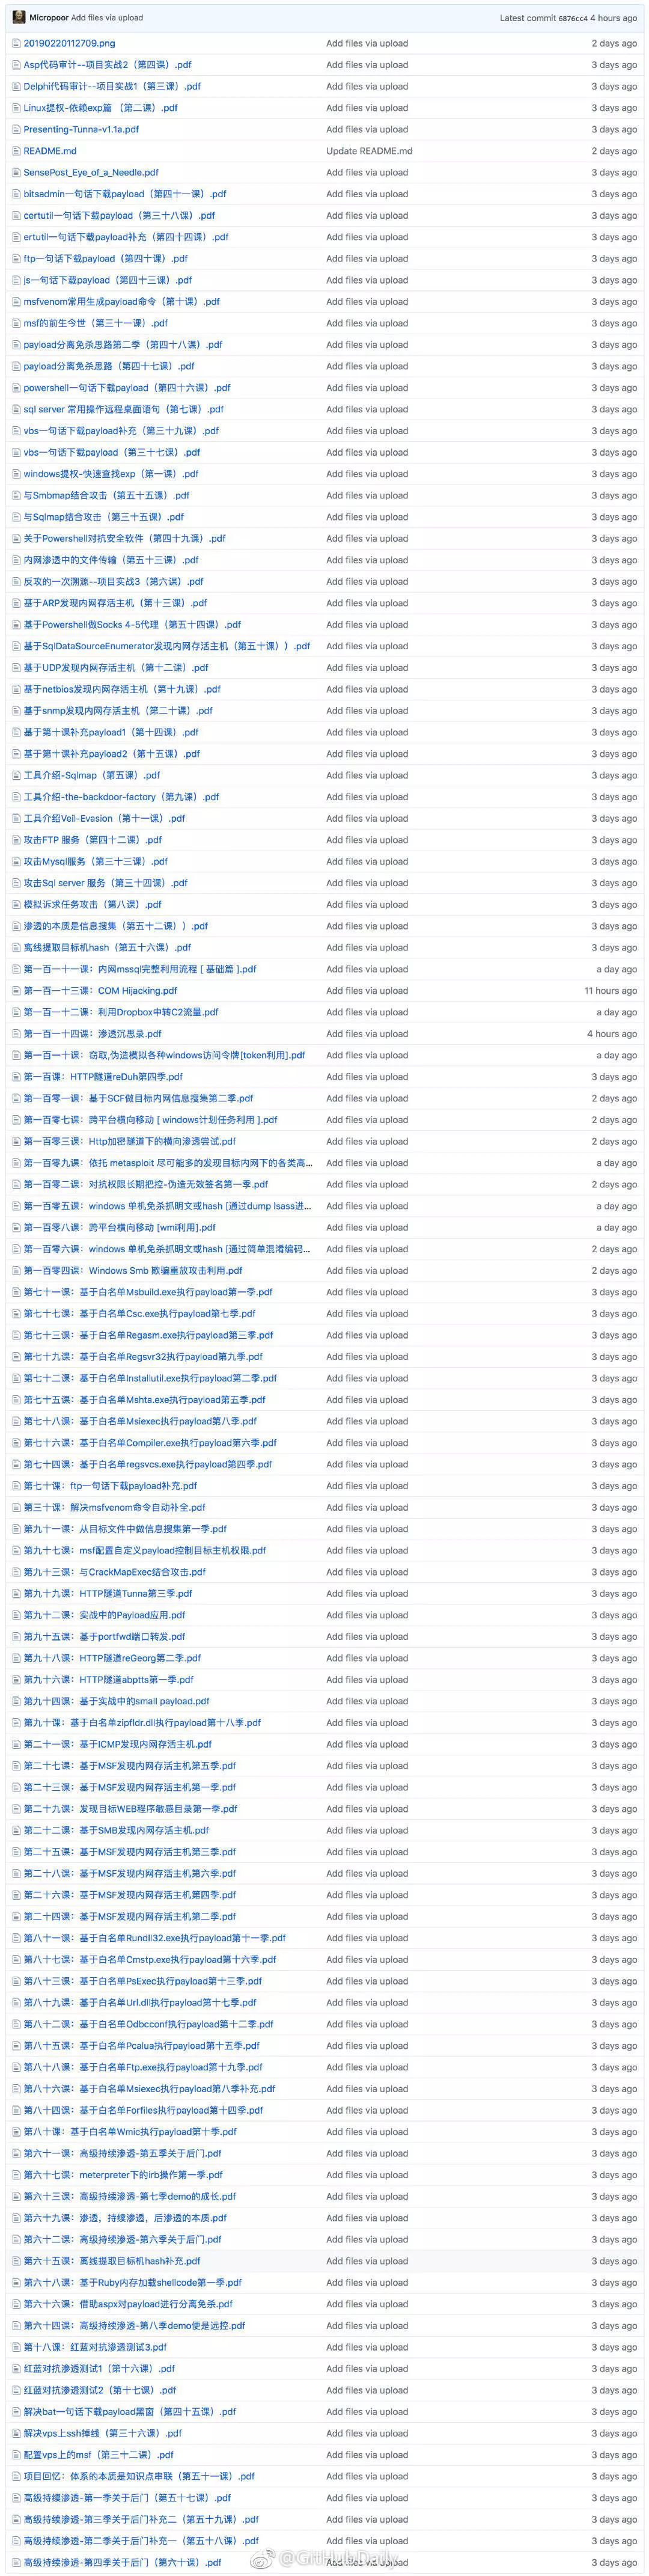 Micropoor Add files via upload Latest commit 6876cc4 4 hours ago
20190220112709.png Add files via upload 2 days ago
Asp代码审计--项目实战2（第四课）.pdf Add files via upload 3 days ago
Delphi代码审计--项目实战1（第三课）.pdf Add files via upload 3 days ago
Linux提权-依赖exp篇 （第二课）.pdf Add files via upload 3 days ago
Presenting-Tunna-v1.1a.pdf Add files via upload 3 days ago
README.md Update README.md 2 days ago
SensePost_Eye_of_a_Needle.pdf Add files via upload 3 days ago
bitsadmin一句话下载payload（第四十一课）.pdf Add files via upload 3 days ago
certutil一句话下载payload（第三十八课）.pdf Add files via upload 3 days ago
ertutil一句话下载payload补充（第四十四课）.pdf Add files via upload 3 days ago
ftp一句话下载payload（第四十课）.pdf Add files via upload 3 days ago
js一句话下载payload（第四十三课）.pdf Add files via upload 3 days ago
msfvenom常用生成payload命令（第十课）.pdf Add files via upload 3 days ago
msf的前生今世（第三十一课）.pdf Add files via upload 3 days ago
payload分离免杀思路第二季（第四十八课）.pdf Add files via upload 3 days ago
payload分离免杀思路（第四十七课）.pdf Add files via upload 3 days ago
powershell一句话下载payload（第四十六课）.pdf Add files via upload 3 days ago
sql server 常用操作远程桌面语句（第七课）.pdf Add files via upload 3 days ago
vbs一句话下载payload补充（第三十九课）.pdf Add files via upload 3 days ago
vbs一句话下载payload（第三十七课）.pdf Add files via upload 3 days ago
windows提权-快速查找exp（第一课）.pdf Add files via upload 3 days ago
与Smbmap结合攻击（第五十五课）.pdf Add files via upload 3 days ago
与Sqlmap结合攻击（第三十五课）.pdf Add files via upload 3 days ago
关于Powershell对抗安全软件（第四十九课）.pdf Add files via upload 3 days ago
内网渗透中的文件传输（第五十三课）.pdf Add files via upload 3 days ago
反攻的一次溯源--项目实战3（第六课）.pdf Add files via upload 3 days ago
基于ARP发现内网存活主机（第十三课）.pdf Add files via upload 3 days ago
基于Powershell做Socks 4-5代理（第五十四课）.pdf Add files via upload 3 days ago
基于SqlDataSourceEnumerator发现内网存活主机（第五十课））.pdf Add files via upload 3 days ago
基于UDP发现内网存活主机（第十二课）.pdf Add files via upload 3 days ago
基于netbios发现内网存活主机（第十九课）.pdf Add files via upload 3 days ago
基于snmp发现内网存活主机（第二十课）.pdf Add files via upload 3 days ago
基于第十课补充payload1（第十四课）.pdf Add files via upload 3 days ago
基于第十课补充payload2（第十五课）.pdf Add files via upload 3 days ago
工具介绍-Sqlmap（第五课）.pdf Add files via upload 3 days ago
工具介绍-the-backdoor-factory（第九课）.pdf Add files via upload 3 days ago
工具介绍Veil-Evasion（第十一课）.pdf Add files via upload 3 days ago
攻击FTP 服务（第四十二课）.pdf Add files via upload 3 days ago
攻击Mysql服务（第三十三课）.pdf Add files via upload 3 days ago
攻击Sql server 服务（第三十四课）.pdf Add files via upload 3 days ago
模拟诉求任务攻击（第八课）.pdf Add files via upload 3 days ago
渗透的本质是信息搜集（第五十二课））.pdf Add files via upload 3 days ago
离线提取目标机hash（第五十六课）.pdf Add files via upload 3 days ago
第一百一十一课：内网mssql完整利用流程 [ 基础篇 ].pdf Add files via upload a day ago
第一百一十三课：COM Hijacking.pdf Add files via upload 11 hours ago
第一百一十二课：利用Dropbox中转C2流量.pdf Add files via upload a day ago
第一百一十四课：渗透沉思录.pdf Add files via upload 4 hours ago
第一百一十课：窃取,伪造模拟各种windows访问令牌[token利用].pdf Add files via upload a day ago
第一百课：HTTP隧道reDuh第四季.pdf Add files via upload 3 days ago
第一百零一课：基于SCF做目标内网信息搜集第二季.pdf Add files via upload 2 days ago
第一百零七课：跨平台横向移动 [ windows计划任务利用 ].pdf Add files via upload 2 days ago
第一百零三课：Http加密隧道下的横向渗透尝试.pdf Add files via upload 2 days ago
第一百零九课：依托 metasploit 尽可能多的发现目标内网下的各类高... Add files via upload a day ago
第一百零二课：对抗权限长期把控-伪造无效签名第一季.pdf Add files via upload 2 days ago
第一百零五课：windows 单机免杀抓明文或hash [通过dump lsass进... Add files via upload a day ago
第一百零八课：跨平台横向移动 [wmi利用].pdf Add files via upload a day ago
第一百零六课：windows 单机免杀抓明文或hash [通过简单混淆编码... Add files via upload 2 days ago
第一百零四课：Windows Smb 欺骗重放攻击利用.pdf Add files via upload 2 days ago
第七十一课：基于白名单Msbuild.exe执行payload第一季.pdf Add files via upload 3 days ago
第七十七课：基于白名单Csc.exe执行payload第七季.pdf Add files via upload 3 days ago
第七十三课：基于白名单Regasm.exe执行payload第三季.pdf Add files via upload 3 days ago
第七十九课：基于白名单Regsvr32执行payload第九季.pdf Add files via upload 3 days ago
第七十二课：基于白名单Installutil.exe执行payload第二季.pdf Add files via upload 3 days ago
第七十五课：基于白名单Mshta.exe执行payload第五季.pdf Add files via upload 3 days ago
第七十八课：基于白名单Msiexec执行payload第八季.pdf Add files via upload 3 days ago
第七十六课：基于白名单Compiler.exe执行payload第六季.pdf Add files via upload 3 days ago
第七十四课：基于白名单regsvcs.exe执行payload第四季.pdf Add files via upload 3 days ago
第七十课：ftp一句话下载payload补充.pdf Add files via upload 3 days ago
第三十课：解决msfvenom命令自动补全.pdf Add files via upload 3 days ago
第九十一课：从目标文件中做信息搜集第一季.pdf Add files via upload 3 days ago
第九十七课：msf配置自定义payload控制目标主机权限.pdf Add files via upload 3 days ago
第九十三课：与CrackMapExec结合攻击.pdf Add files via upload 3 days ago
第九十九课：HTTP隧道Tunna第三季.pdf Add files via upload 3 days ago
第九十二课：实战中的Payload应用.pdf Add files via upload 3 days ago
第九十五课：基于portfwd端口转发.pdf Add files via upload 3 days ago
第九十八课：HTTP隧道reGeorg第二季.pdf Add files via upload 3 days ago
第九十六课：HTTP隧道abptts第一季.pdf Add files via upload 3 days ago
第九十四课：基于实战中的small payload.pdf Add files via upload 3 days ago
第九十课：基于白名单zipfldr.dll执行payload第十八季.pdf Add files via upload 3 days ago
第二十一课：基于ICMP发现内网存活主机.pdf Add files via upload 3 days ago
第二十七课：基于MSF发现内网存活主机第五季.pdf Add files via upload 3 days ago
第二十三课：基于MSF发现内网存活主机第一季.pdf Add files via upload 3 days ago
第二十九课：发现目标WEB程序敏感目录第一季.pdf Add files via upload 3 days ago
第二十二课：基于SMB发现内网存活主机.pdf Add files via upload 3 days ago
第二十五课：基于MSF发现内网存活主机第三季.pdf Add files via upload 3 days ago
第二十八课：基于MSF发现内网存活主机第六季.pdf Add files via upload 3 days ago
第二十六课：基于MSF发现内网存活主机第四季.pdf Add files via upload 3 days ago
第二十四课：基于MSF发现内网存活主机第二季.pdf Add files via upload 3 days ago
第八十一课：基于白名单Rundll32.exe执行payload第十一季.pdf Add files via upload 3 days ago
第八十七课：基于白名单Cmstp.exe执行payload第十六季.pdf Add files via upload 3 days ago
第八十三课：基于白名单PsExec执行payload第十三季.pdf Add files via upload 3 days ago
第八十九课：基于白名单Url.dll执行payload第十七季.pdf Add files via upload 3 days ago
第八十二课：基于白名单Odbcconf执行payload第十二季.pdf Add files via upload 3 days ago
第八十五课：基于白名单Pcalua执行payload第十五季.pdf Add files via upload 3 days ago
第八十八课：基于白名单Ftp.exe执行payload第十九季.pdf Add files via upload 3 days ago
第八十六课：基于白名单Msiexec执行payload第八季补充.pdf Add files via upload 3 days ago
第八十四课：基于白名单Forfiles执行payload第十四季.pdf Add files via upload 3 days ago
第八十课：基于白名单Wmic执行payload第十季.pdf Add files via upload 3 days ago
第六十一课：高级持续渗透-第五季关于后门.pdf Add files via upload 3 days ago
第六十七课：meterpreter下的irb操作第一季.pdf Add files via upload 3 days ago
第六十三课：高级持续渗透-第七季demo的成长.pdf Add files via upload 3 days ago
第六十九课：渗透，持续渗透，后渗透的本质.pdf Add files via upload 3 days ago
第六十二课：高级持续渗透-第六季关于后门.pdf Add files via upload 3 days ago
第六十五课：离线提取目标机hash补充.pdf Add files via upload 3 days ago
第六十八课：基于Ruby内存加载shellcode第一季.pdf Add files via upload 3 days ago
第六十六课：借助aspx对payload进行分离免杀.pdf Add files via upload 3 days ago
第六十四课：高级持续渗透-第八季demo便是远控.pdf Add files via upload 3 days ago
第十八课：红蓝对抗渗透测试3.pdf Add files via upload 3 days ago
红蓝对抗渗透测试1（第十六课）.pdf Add files via upload 3 days ago
红蓝对抗渗透测试2（第十七课）.pdf Add files via upload 3 days ago
解决bat一句话下载payload黑窗（第四十五课）.pdf Add files via upload 3 days ago
解决vps上ssh掉线（第三十六课）.pdf Add files via upload 3 days ago
配置vps上的msf（第三十二课）.pdf Add files via upload 3 days ago
项目回忆：体系的本质是知识点串联（第五十一课）.pdf Add files via upload 3 days ago
高级持续渗透-第一季关于后门（第五十七课）.pdf Add files via upload 3 days ago
高级持续渗透-第三季关于后门补充二（第五十九课）.pdf Add files via upload 3 days ago
高级持续渗透-第二季关于后门补充一（第五十八课）.pdf Add files via upload 3 days ago
高级持续渗透-第四季关于后门（第六十课）.pdf Add files via upload 3 days ago
@GitHubDaily